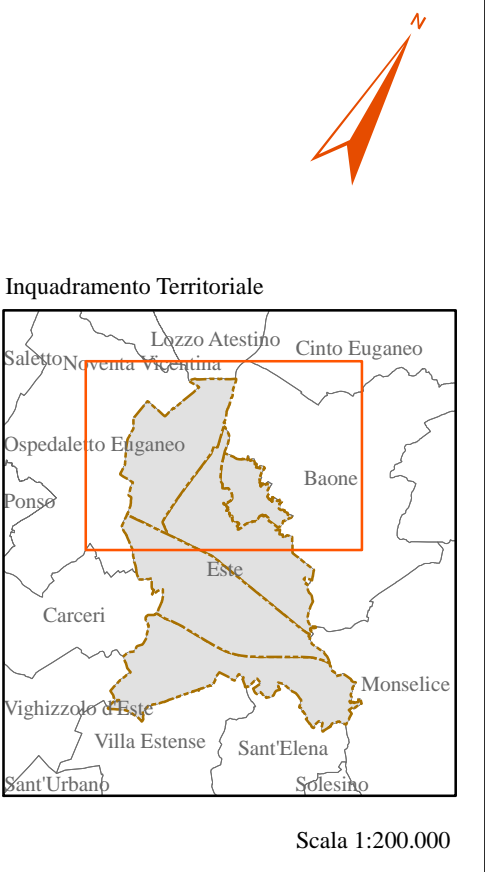 N
Inquadramento Territoriale
Lozzo Atestino
Cinto Euganeo
Saletto
Noventa Vicentina
Ospedaletto Euganeo
Baone
Ponso
Este
Carceri
Monselice
Vighizzolo d'Este
Villa Estense
Sant'Elena
Sant'Urbano
Solesino
Scala 1:200.000